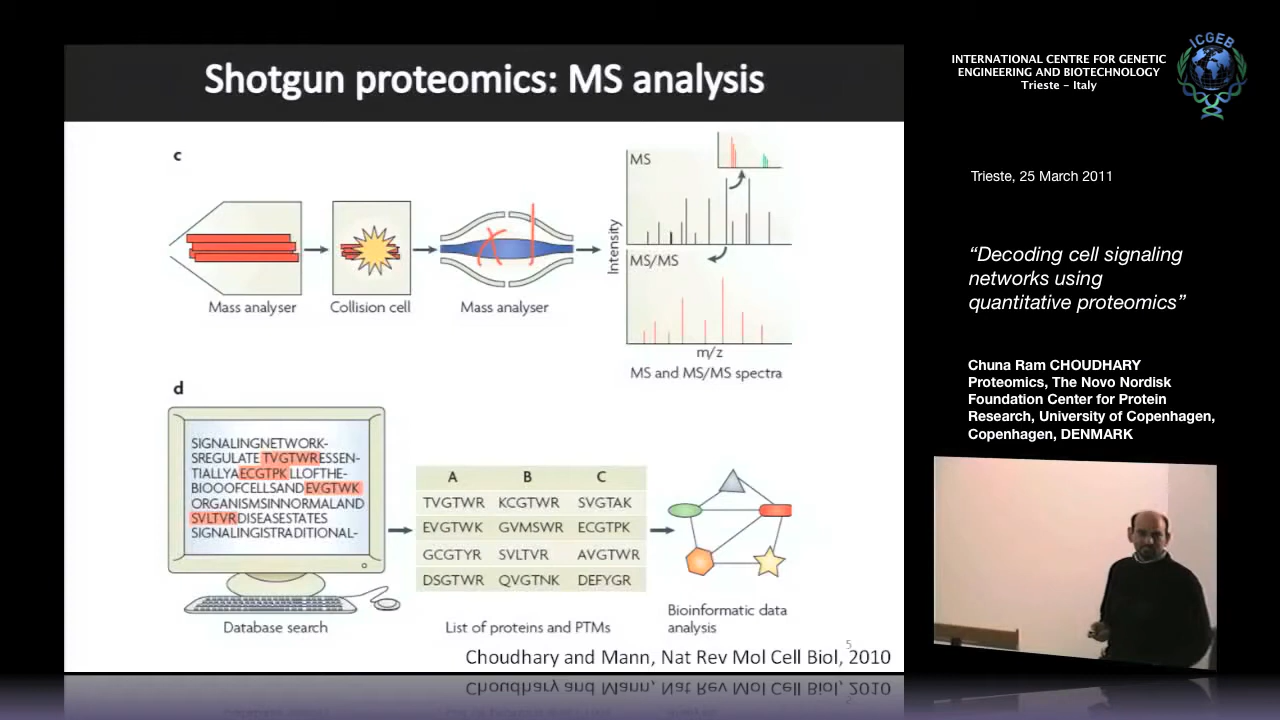 Shotgun proteomics: MS analysis
c
Mass analyser
Collision cell
Mass analyser
Intensity
MS
MS/MS
m/z
MS and MS/MS spectra
d
SIGNALINGNETWORK-
SREGULATE TVGTWRESSEN-
TIALLYAECGTPKLLOFTHE-
BIOOOFCELLSANDEVGTWK
ORGANISMSINNORMALAND
SVLTVRDISEASESTATES
SIGNALINGISTRADITIONAL-
Database search
A B C
TVGTWR KCGTWR SVGTAK
EVGTWK GVMSWR ECGTPK
GCGTYR SVLTVR AVGTWR
DSGTWR QVGTNK DEFYGR
List of proteins and PTMs
Bioinformatic data
analysis
5
Choudhary and Mann, Nat Rev Mol Cell Biol, 2010
INTERNATIONAL CENTRE FOR GENETIC
ENGINEERING AND BIOTECHNOLOGY
Trieste - Italy
ICGEB
Trieste, 25 March 2011
“Decoding cell signaling
networks using
quantitative proteomics”
Chuna Ram CHOUDHARY
Proteomics, The Novo Nordisk
Foundation Center for Protein
Research, University of Copenhagen,
Copenhagen, DENMARK